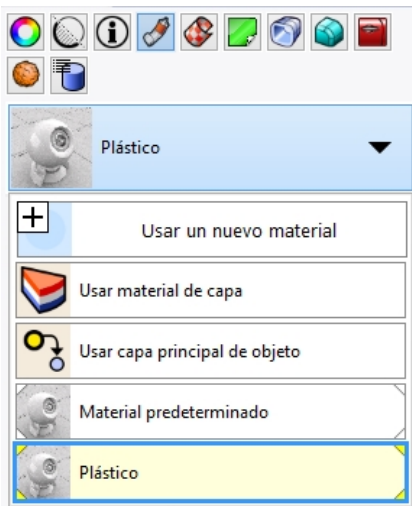 Plástico
Usar un nuevo material
Usar material de capa
Usar capa principal de objeto
Material predeterminado
Plástico